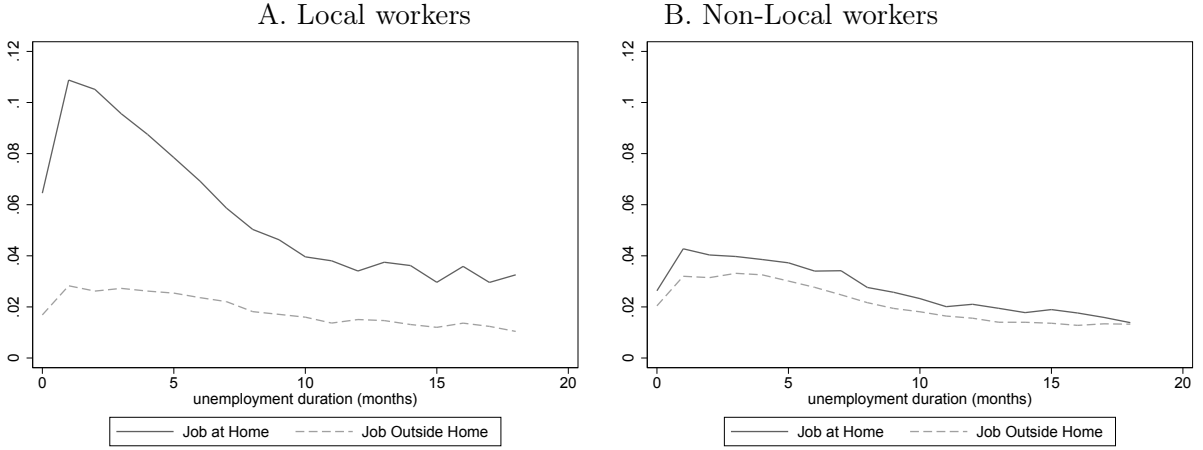 A. Local workers
.12
.1
.08
.06
.04
.02
0
0 5 10 15 20
unemployment duration (months)
Job at Home Job Outside Home
B. Non-Local workers
.12
.1
.08
.06
.04
.02
0
0 5 10 15 20
unemployment duration (months)
Job at Home Job Outside Home